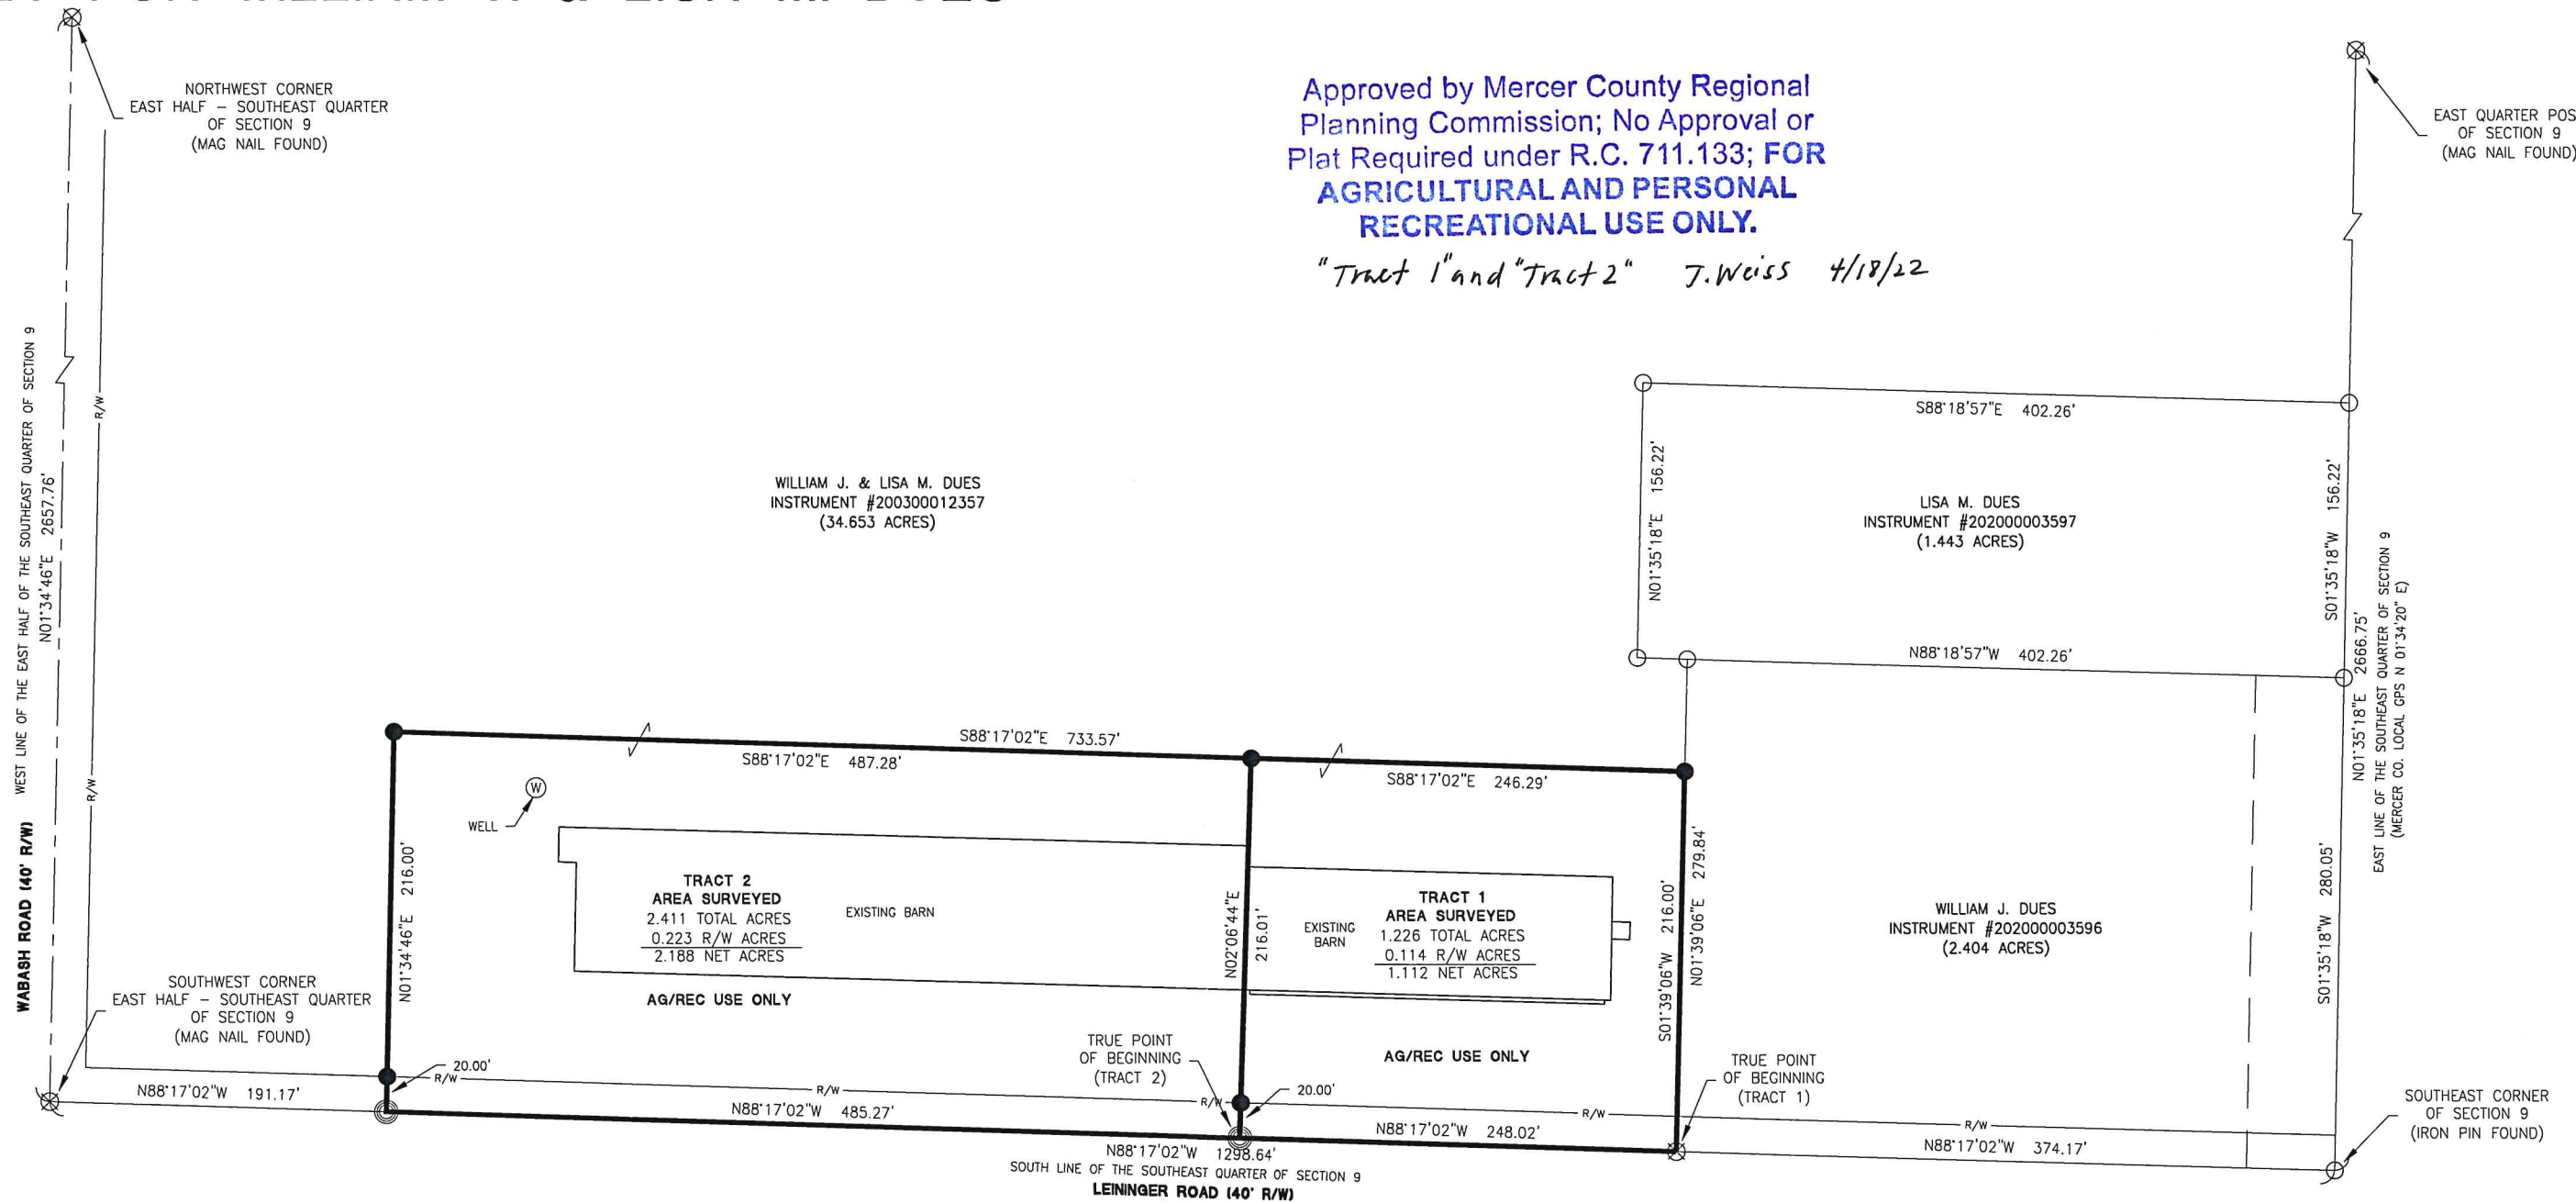 NORTHWEST CORNER
EAST HALF – SOUTHEAST QUARTER
OF SECTION 9
(MAG NAIL FOUND)
Approved by Mercer County Regional
Planning Commission; No Approval or
Plat Required under R.C. 711.133; FOR
AGRICULTURAL AND PERSONAL
RECREATIONAL USE ONLY.
"Tract 1" and "Tract 2" J. Weiss 4/18/22
EAST QUARTER POS
OF SECTION 9
(MAG NAIL FOUND)
WABASH ROAD (40' R/W)
WEST LINE OF THE EAST HALF OF THE SOUTHEAST QUARTER OF SECTION 9
N01°34'46"E 2657.76'
R/W
R/W
WILLIAM J. & LISA M. DUES
INSTRUMENT #200300012357
(34.653 ACRES)
S88°18'57"E 402.26'
N01°35'18"E 156.22'
LISA M. DUES
INSTRUMENT #202000003597
(1.443 ACRES)
S01°35'18"W 156.22'
N88°18'57"W 402.26'
N01°35'18"E 2666.75'
EAST LINE OF THE SOUTHEAST QUARTER OF SECTION 9
(MERCER CO. LOCAL GPS N 01°34'20" E)
S88°17'02"E 733.57'
S88°17'02"E 487.28'
S88°17'02"E 246.29'
W
WELL
N01°34'46"E 216.00'
TRACT 2
AREA SURVEYED
2.411 TOTAL ACRES
0.223 R/W ACRES
2.188 NET ACRES
EXISTING BARN
AG/REC USE ONLY
N02°06'44"E
216.01'
EXISTING
BARN
TRACT 1
AREA SURVEYED
1.226 TOTAL ACRES
0.114 R/W ACRES
1.112 NET ACRES
AG/REC USE ONLY
S01°39'06"W 216.00'
N01°39'06"E 279.84'
WILLIAM J. DUES
INSTRUMENT #202000003596
(2.404 ACRES)
S01°35'18"W 280.05'
SOUTHWEST CORNER
EAST HALF – SOUTHEAST QUARTER
OF SECTION 9
(MAG NAIL FOUND)
20.00'
R/W
R/W
TRUE POINT
OF BEGINNING
(TRACT 2)
R/W
20.00'
R/W
TRUE POINT
OF BEGINNING
(TRACT 1)
R/W
SOUTHEAST CORNER
OF SECTION 9
(IRON PIN FOUND)
N88°17'02"W 191.17'
N88°17'02"W 485.27'
N88°17'02"W 248.02'
N88°17'02"W 374.17'
N88°17'02"W 1298.64'
SOUTH LINE OF THE SOUTHEAST QUARTER OF SECTION 9
LEININGER ROAD (40' R/W)